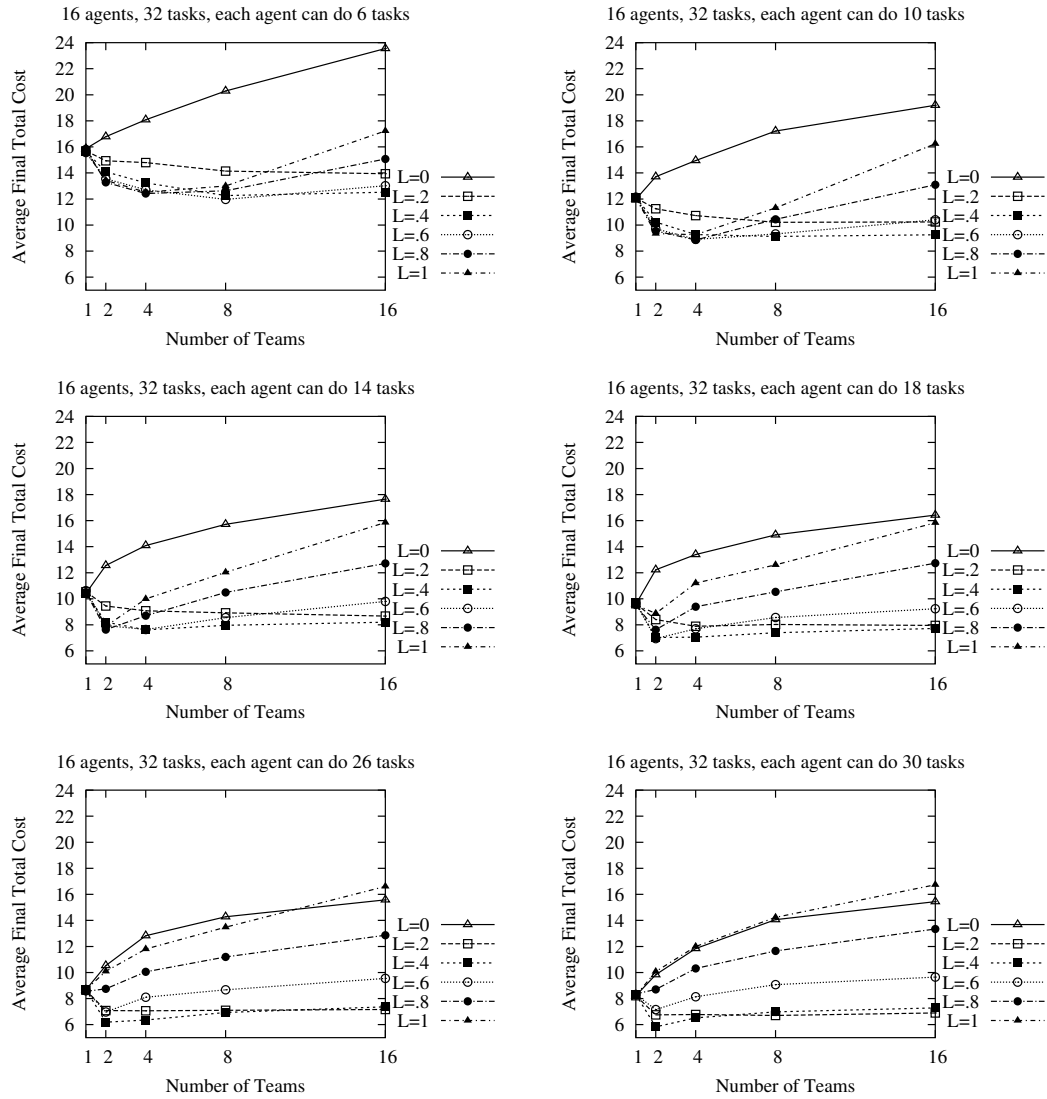 16 agents, 32 tasks, each agent can do 6 tasks
Average Final Total Cost
24
22
20
18
16
14
12
10
8
6
L=0
L=.2
L=.4
L=.6
L=.8
L=1
1 2 4 8 16
Number of Teams
16 agents, 32 tasks, each agent can do 10 tasks
Average Final Total Cost
24
22
20
18
16
14
12
10
8
6
L=0
L=.2
L=.4
L=.6
L=.8
L=1
1 2 4 8 16
Number of Teams
16 agents, 32 tasks, each agent can do 14 tasks
Average Final Total Cost
24
22
20
18
16
14
12
10
8
6
L=0
L=.2
L=.4
L=.6
L=.8
L=1
1 2 4 8 16
Number of Teams
16 agents, 32 tasks, each agent can do 18 tasks
Average Final Total Cost
24
22
20
18
16
14
12
10
8
6
L=0
L=.2
L=.4
L=.6
L=.8
L=1
1 2 4 8 16
Number of Teams
16 agents, 32 tasks, each agent can do 26 tasks
Average Final Total Cost
24
22
20
18
16
14
12
10
8
6
L=0
L=.2
L=.4
L=.6
L=.8
L=1
1 2 4 8 16
Number of Teams
16 agents, 32 tasks, each agent can do 30 tasks
Average Final Total Cost
24
22
20
18
16
14
12
10
8
6
L=0
L=.2
L=.4
L=.6
L=.8
L=1
1 2 4 8 16
Number of Teams